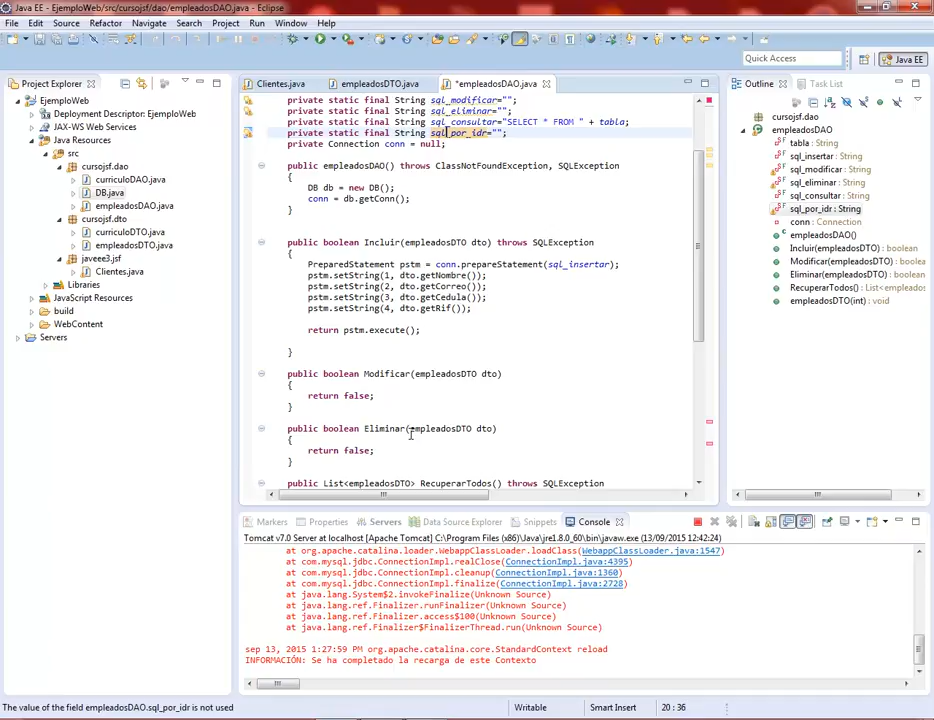 Java EE - EjemploWeb/src/cursojsf/dao/empleadosDAO.java - Eclipse
File Edit Source Refactor Navigate Search Project Run Window Help
Quick Access
Java EE
Project Explorer
EjemploWeb
Deployment Descriptor: EjemploWeb
JAX-WS Web Services
Java Resources
src
cursojsf.dao
curriculoDAO.java
DB.java
empleadosDAO.java
cursojsf.dto
curriculoDTO.java
empleadosDTO.java
javeee3.jsf
Clientes.java
Libraries
JavaScript Resources
build
WebContent
Servers
Clientes.java
empleadosDTO.java
*empleadosDAO.java
private static final String sql_modificar="";
private static final String sql_eliminar="";
private static final String sql_consultar="SELECT * FROM " + tabla;
private static final String sql_por_idr="";
private Connection conn = null;
public empleadosDAO() throws ClassNotFoundException, SQLException
{
DB db = new DB();
conn = db.getConn();
}
public boolean Incluir(empleadosDTO dto) throws SQLException
{
PreparedStatement pstm = conn.prepareStatement(sql_insertar);
pstm.setString(1, dto.getNombre());
pstm.setString(2, dto.getCorreo());
pstm.setString(3, dto.getCedula());
pstm.setString(4, dto.getRif());
return pstm.execute();
}
public boolean Modificar(empleadosDTO dto)
{
return false;
}
public boolean Eliminar(empleadosDTO dto)
{
return false;
}
public List<empleadosDTO> RecuperarTodos() throws SQLException
Outline
Task List
cursojsf.dao
empleadosDAO
tabla : String
sql_insertar : String
sql_modificar : String
sql_eliminar : String
sql_consultar : String
sql_por_idr : String
conn : Connection
empleadosDAO()
Incluir(empleadosDTO) : boolean
Modificar(empleadosDTO) : boolean
Eliminar(empleadosDTO) : boolean
RecuperarTodos() : List<empleados
empleadosDTO(int) : void
Markers Properties Servers Data Source Explorer Snippets Console
Tomcat v7.0 Server at localhost [Apache Tomcat] C:\Program Files (x86)\Java\jre1.8.0_60\bin\javaw.exe (13/09/2015 12:42:24)
at org.apache.catalina.loader.WebappClassLoader.loadClass(WebappClassLoader.java:1547)
at com.mysql.jdbc.ConnectionImpl.realClose(ConnectionImpl.java:4395)
at com.mysql.jdbc.ConnectionImpl.cleanup(ConnectionImpl.java:1360)
at com.mysql.jdbc.ConnectionImpl.finalize(ConnectionImpl.java:2728)
at java.lang.System$2.invokeFinalize(Unknown Source)
at java.lang.ref.Finalizer.runFinalizer(Unknown Source)
at java.lang.ref.Finalizer.access$100(Unknown Source)
at java.lang.ref.Finalizer$FinalizerThread.run(Unknown Source)
sep 13, 2015 1:27:59 PM org.apache.catalina.core.StandardContext reload
INFORMACIÓN: Se ha completado la recarga de este Contexto
The value of the field empleadosDAO.sql_por_idr is not used
Writable
Smart Insert
20 : 36